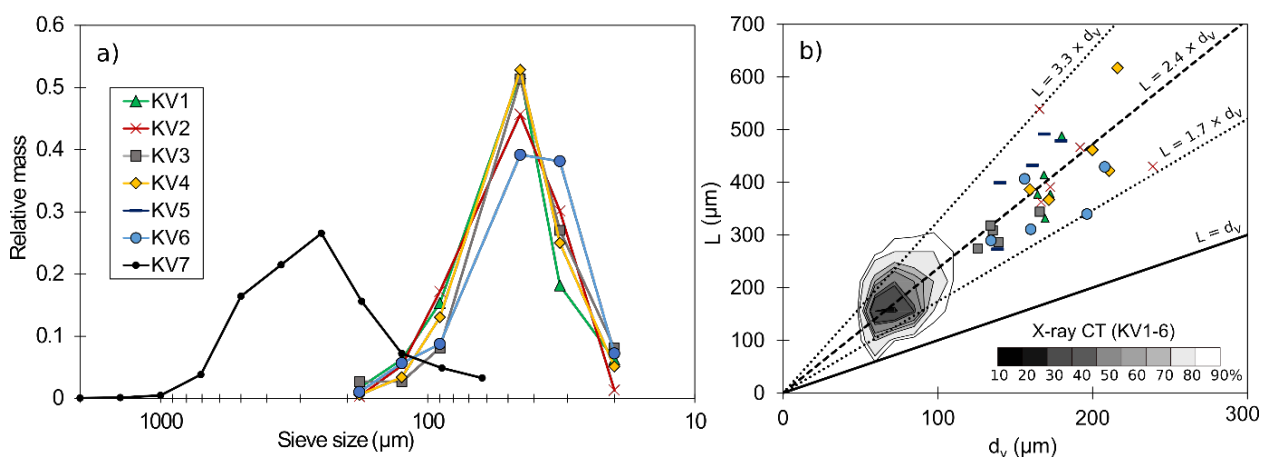 a)
Relative mass
0.6
0.5
0.4
0.3
0.2
0.1
0
KV1
KV2
KV3
KV4
KV5
KV6
KV7
1000
100
10
Sieve size (µm)
b)
L (µm)
700
600
500
400
300
200
100
0
L = 3.3 × dv
L = 2.4 × dv
L = 1.7 × dv
L = dv
X-ray CT (KV1-6)
10 20 30 40 50 60 70 80 90%
0 100 200 300
dv (µm)